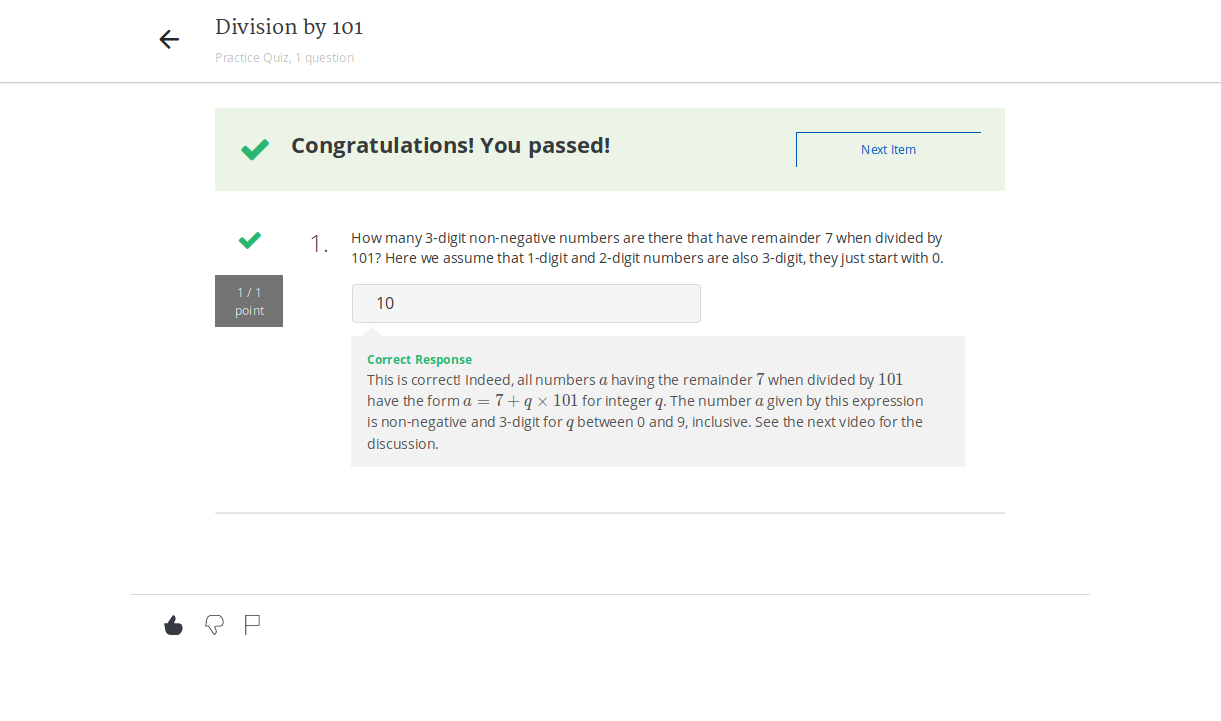 Division by 101
Practice Quiz, 1 question
Congratulations! You passed!
Next Item
1.
How many 3-digit non-negative numbers are there that have remainder 7 when divided by
101? Here we assume that 1-digit and 2-digit numbers are also 3-digit, they just start with 0.
1 / 1
point
10
Correct Response
This is correct! Indeed, all numbers a having the remainder 7 when divided by 101
have the form a = 7 + q × 101 for integer q. The number a given by this expression
is non-negative and 3-digit for q between 0 and 9, inclusive. See the next video for the
discussion.